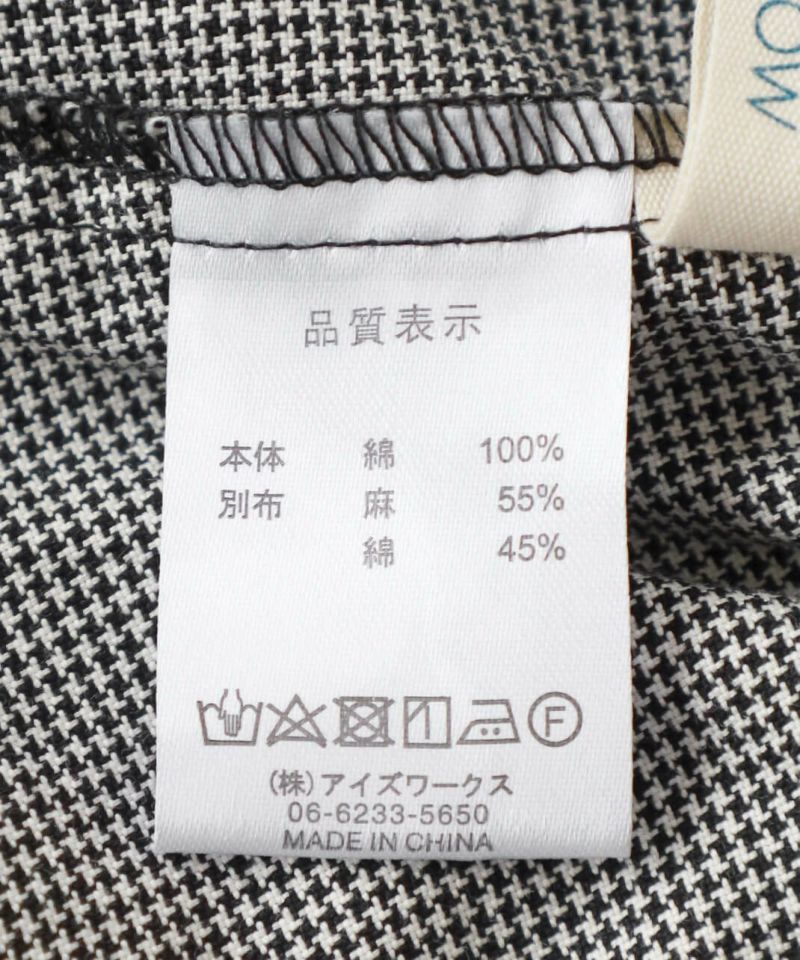 OW
品質表示
本体 綿 100%
別布 麻 55%
綿 45%
F
(株)アイズワークス
06-6233-5650
MADE IN CHINA